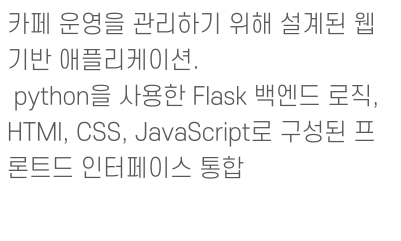 카페 운영을 관리하기 위해 설계된 웹
기반 애플리케이션.
python을 사용한 Flask 백엔드 로직,
HTMl, CSS, JavaScript로 구성된 프
론트드 인터페이스 통합